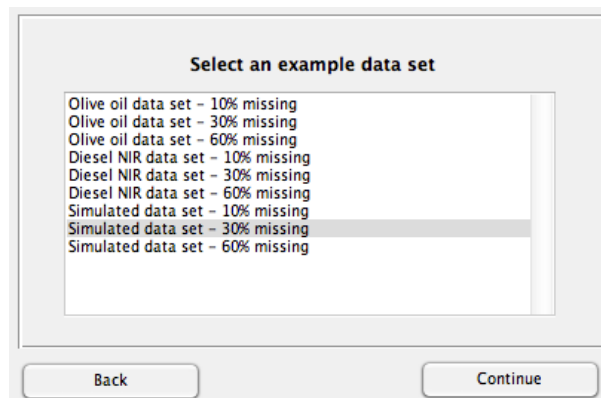 Select an example data set
Olive oil data set – 10% missing
Olive oil data set – 30% missing
Olive oil data set – 60% missing
Diesel NIR data set – 10% missing
Diesel NIR data set – 30% missing
Diesel NIR data set – 60% missing
Simulated data set – 10% missing
Simulated data set – 30% missing
Simulated data set – 60% missing
Back
Continue